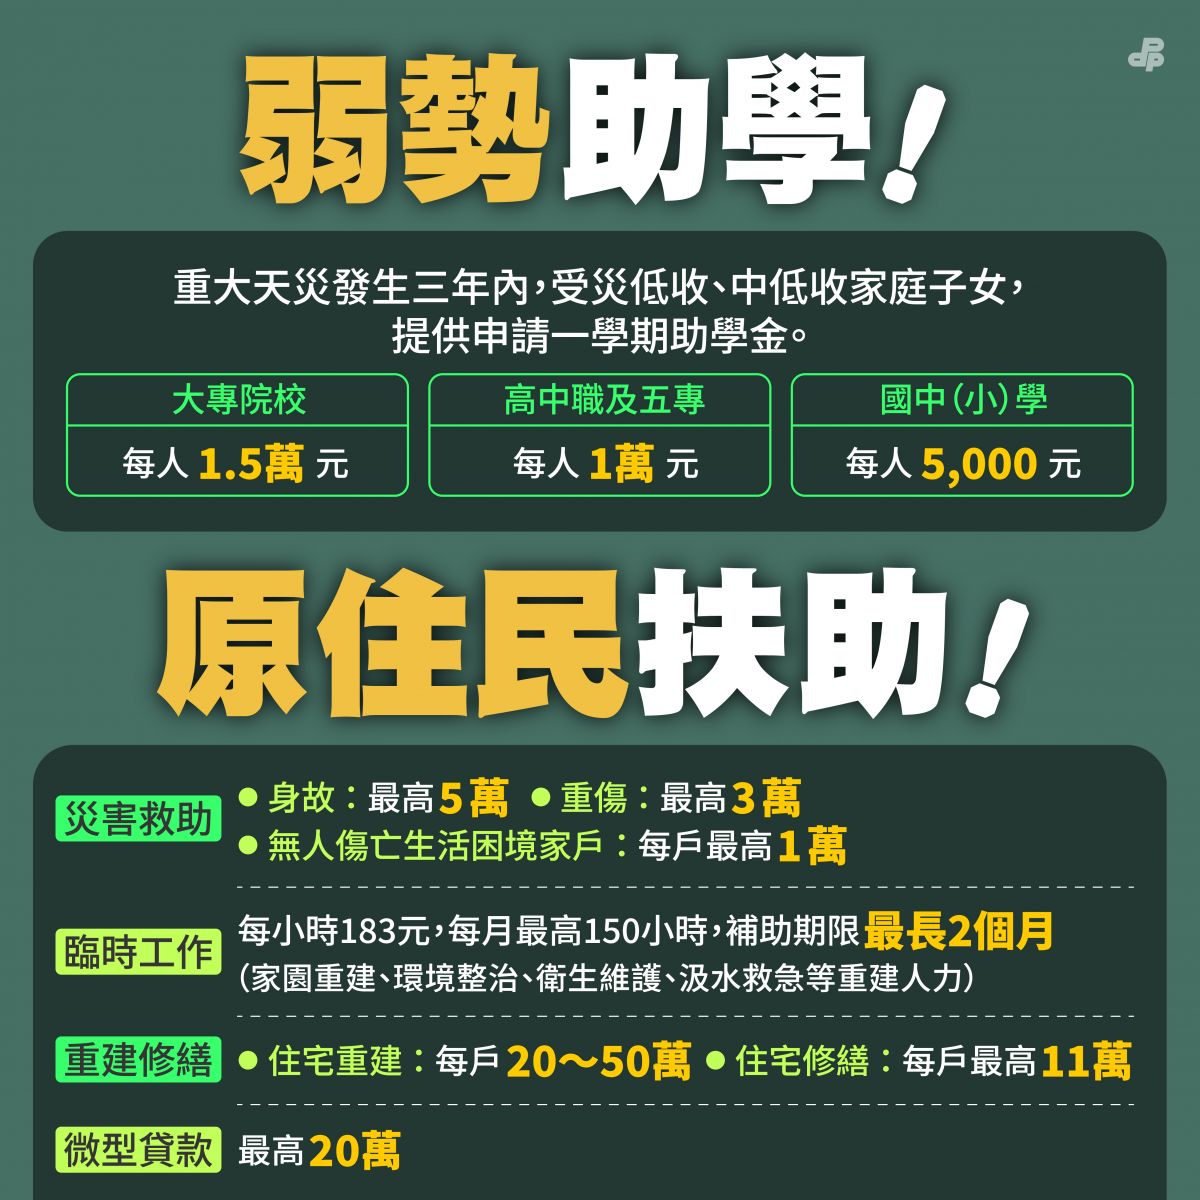 弱勢助學!
重大天災發生三年內,受災低收、中低收家庭子女,
提供申請一學期助學金。
大專院校
每人 1.5萬 元
高中職及五專
每人 1萬 元
國中(小)學
每人 5,000 元
原住民扶助!
災害救助
● 身故:最高5萬 ● 重傷:最高3萬
● 無人傷亡生活困境家戶:每戶最高1萬
臨時工作
每小時183元,每月最高150小時,補助期限最長2個月
(家園重建、環境整治、衛生維護、汲水救急等重建人力)
重建修繕
● 住宅重建:每戶20~50萬 ● 住宅修繕:每戶最高11萬
微型貸款
最高20萬